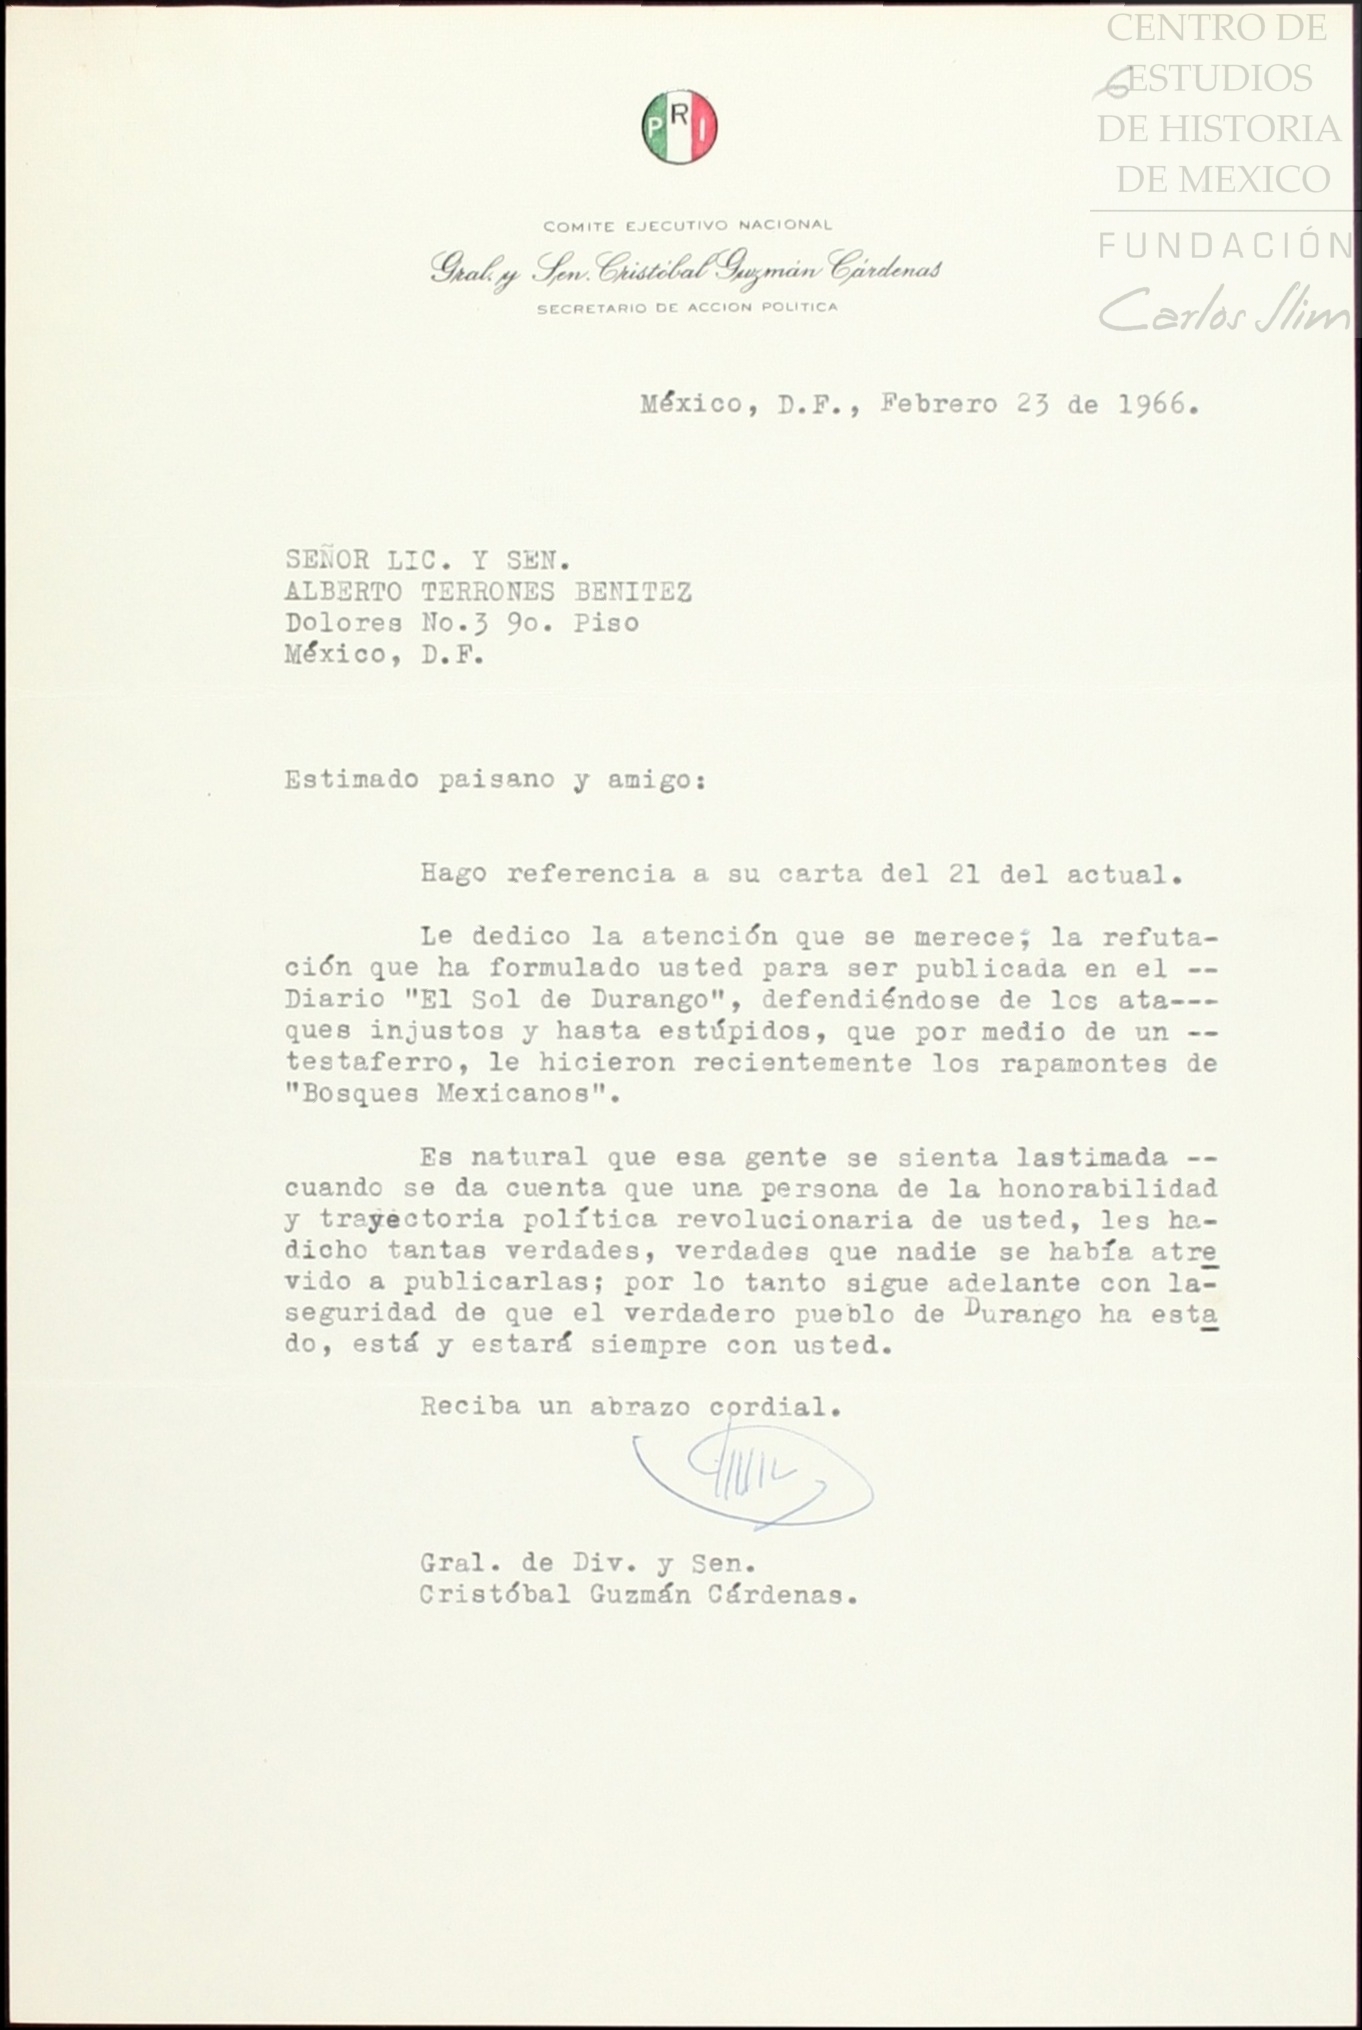 CENTRO DE
ESTUDIOS
DE HISTORIA
DE MEXICO
FUNDACIÓN
Carlos Slim
PRI
COMITE EJECUTIVO NACIONAL
Gral. y Sen. Cristóbal Guzmán Cárdenas
SECRETARIO DE ACCION POLITICA
México, D.F., Febrero 23 de 1966.
SEÑOR LIC. Y SEN.
ALBERTO TERRONES BENITEZ
Dolores No.3 9o. Piso
México, D.F.
Estimado paisano y amigo:
Hago referencia a su carta del 21 del actual.
Le dedico la atención que se merece; la refuta-
ción que ha formulado usted para ser publicada en el --
Diario "El Sol de Durango", defendiéndose de los ata---
ques injustos y hasta estúpidos, que por medio de un --
testaferro, le hicieron recientemente los rapamontes de
"Bosques Mexicanos".
Es natural que esa gente se sienta lastimada --
cuando se da cuenta que una persona de la honorabilidad
y trayectoria política revolucionaria de usted, les ha-
dicho tantas verdades, verdades que nadie se había atre
vido a publicarlas; por lo tanto sigue adelante con la-
seguridad de que el verdadero pueblo de Durango ha esta
do, está y estará siempre con usted.
Reciba un abrazo cordial.
Gral. de Div. y Sen.
Cristóbal Guzmán Cárdenas.